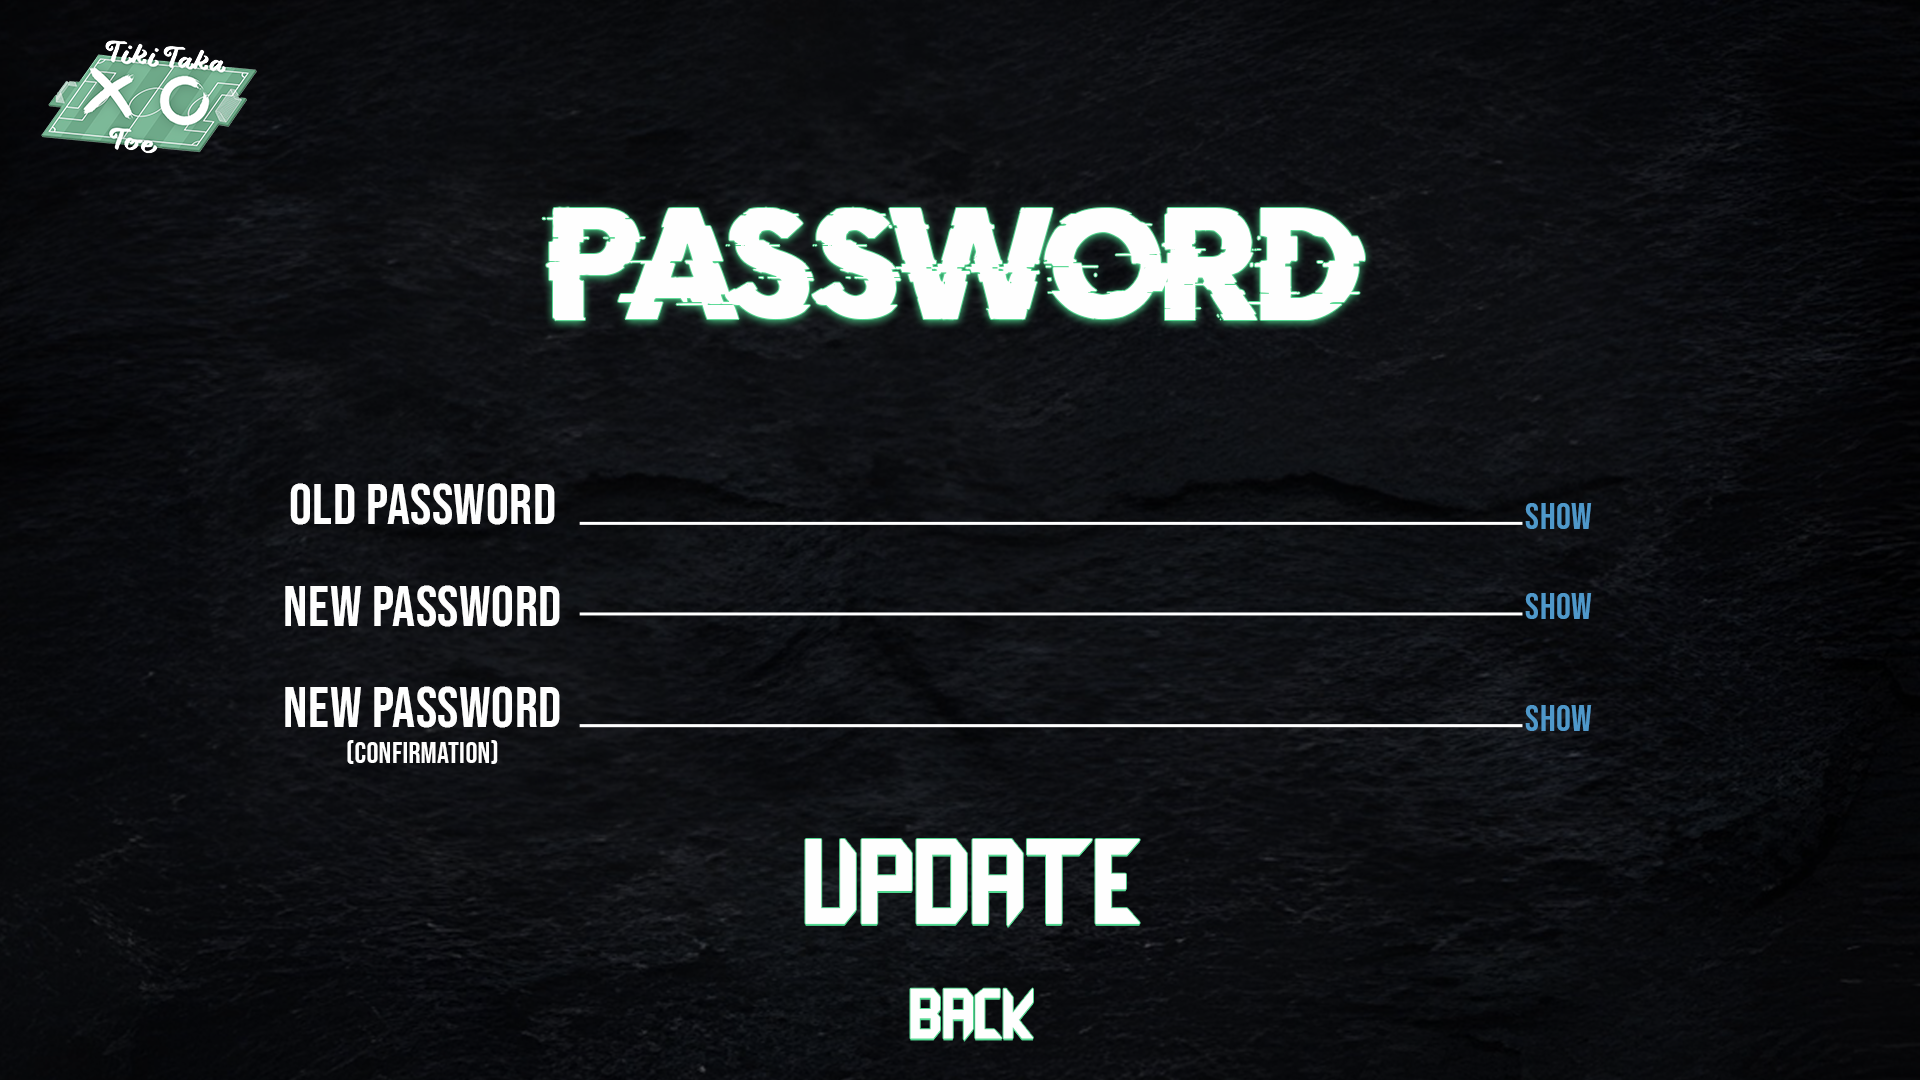 Tiki Taka
X O
Toe
PASSWORD
OLD PASSWORD SHOW
NEW PASSWORD SHOW
NEW PASSWORD SHOW
(CONFIRMATION)
UPDATE
BACK